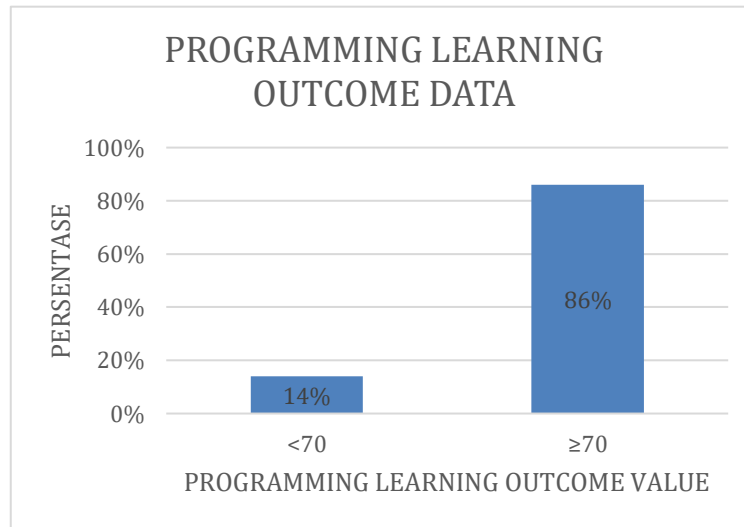 PROGRAMMING LEARNING
OUTCOME DATA
100%
80%
60%
40%
20%
0%
PERSENTASE
14%
86%
<70
≥70
PROGRAMMING LEARNING OUTCOME VALUE